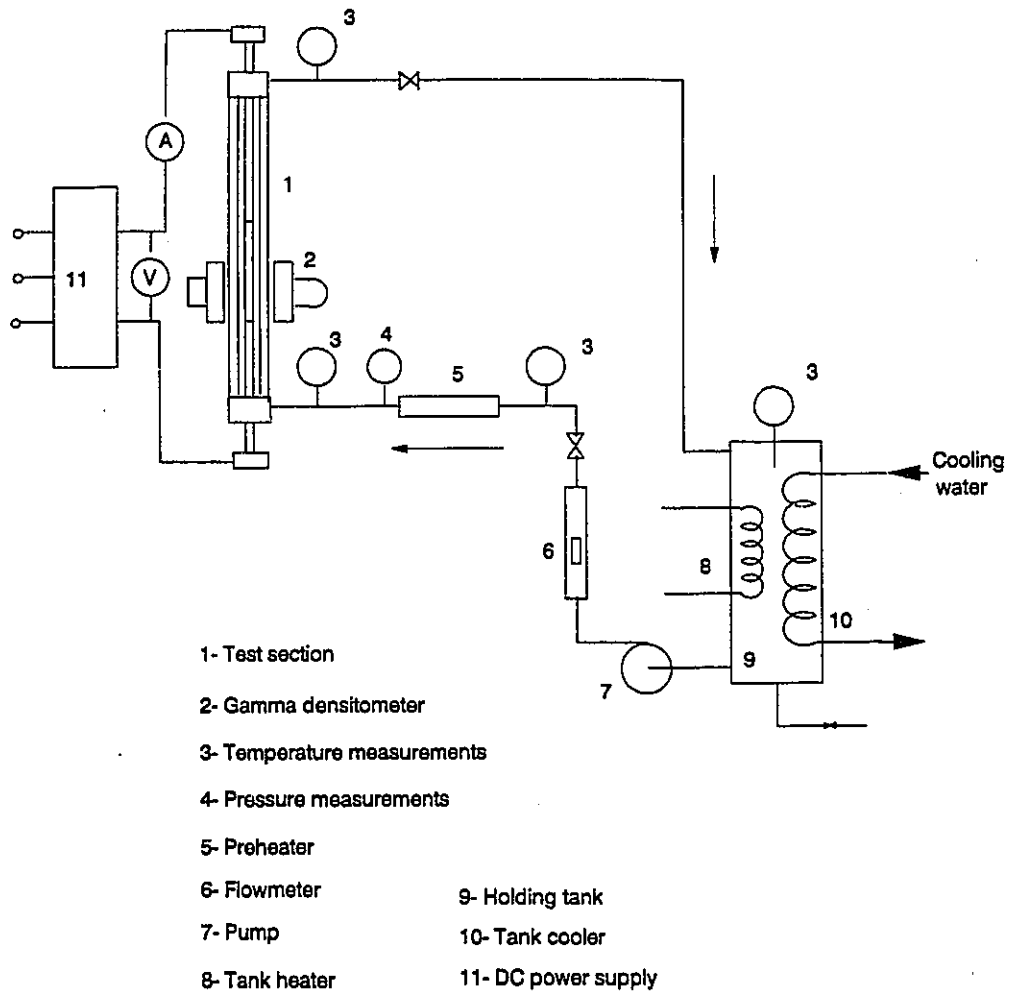 3
A
1
2
11
V
3
4
3
5
3
Cooling
water
6
8
10
9
7
1- Test section
2- Gamma densitometer
3- Temperature measurements
4- Pressure measurements
5- Preheater
6- Flowmeter
7- Pump
8- Tank heater
9- Holding tank
10- Tank cooler
11- DC power supply